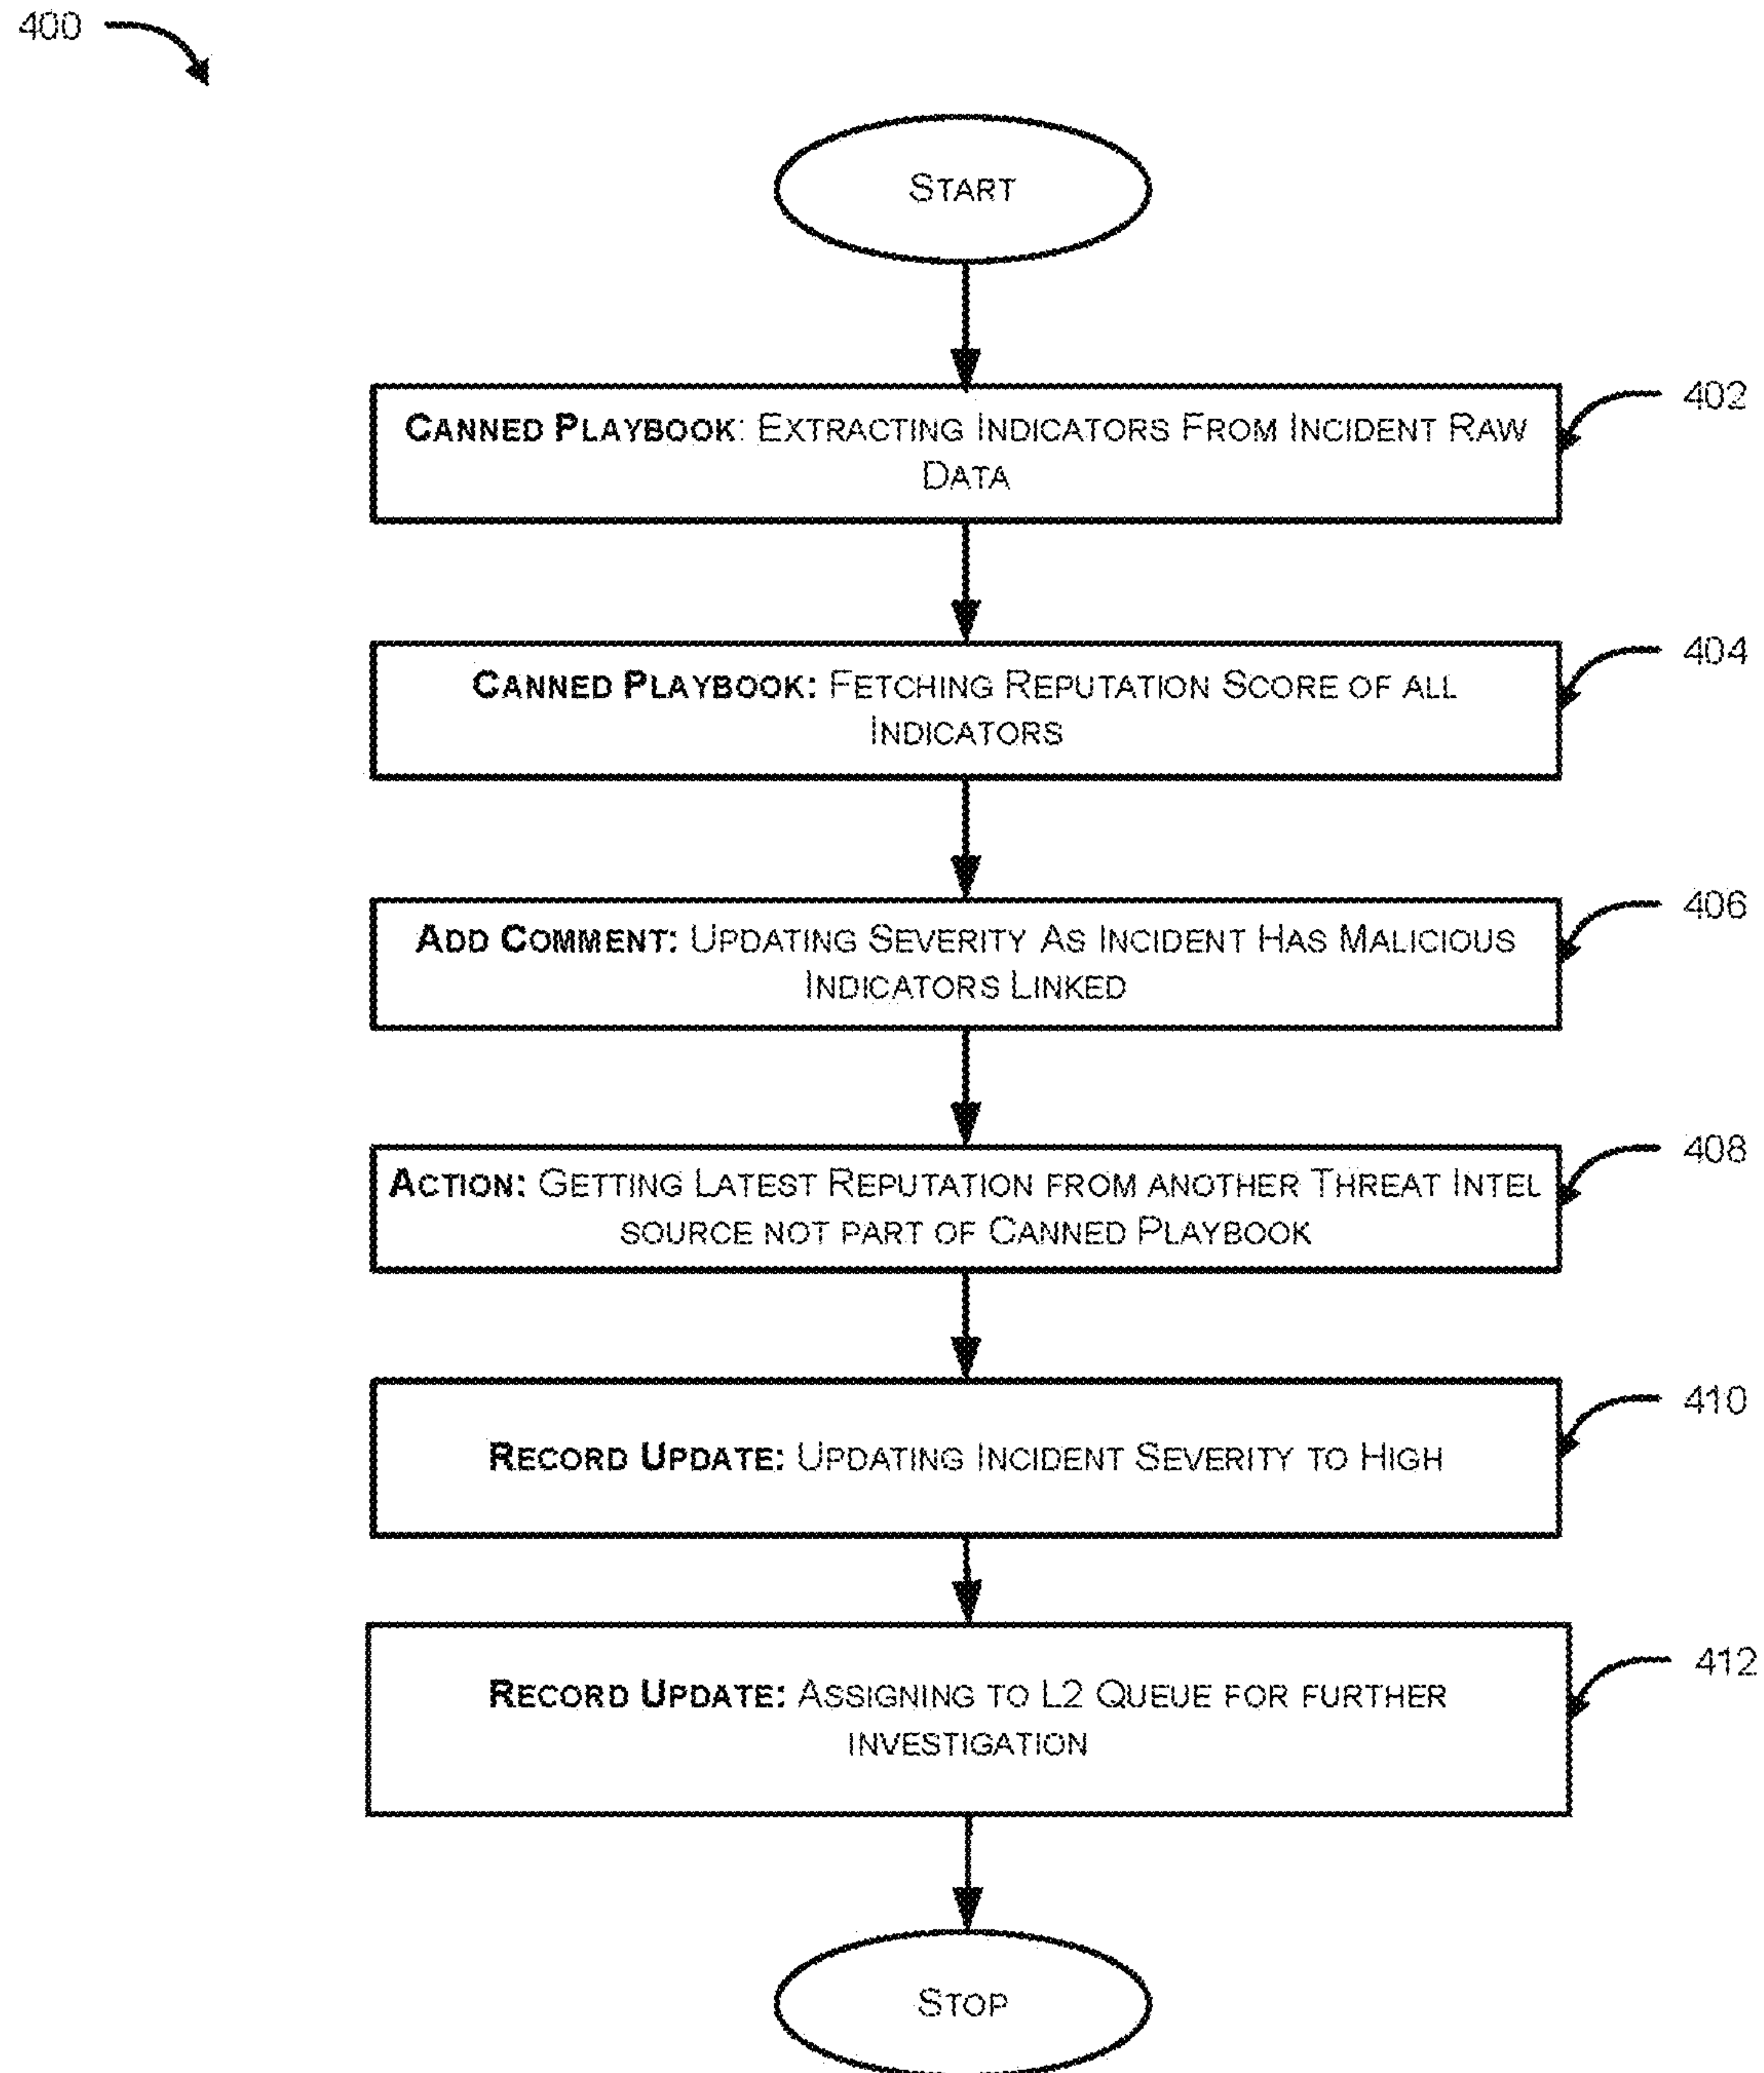 400
START
CANNED PLAYBOOK: EXTRACTING INDICATORS FROM INCIDENT RAW
DATA
402
CANNED PLAYBOOK: FETCHING REPUTATION SCORE OF ALL
INDICATORS
404
ADD COMMENT: UPDATING SEVERITY AS INCIDENT HAS MALICIOUS
INDICATORS LINKED
406
ACTION: GETTING LATEST REPUTATION FROM ANOTHER THREAT INTEL
SOURCE NOT PART OF CANNED PLAYBOOK
408
RECORD UPDATE: UPDATING INCIDENT SEVERITY TO HIGH
410
RECORD UPDATE: ASSIGNING TO L2 QUEUE FOR FURTHER
INVESTIGATION
412
STOP